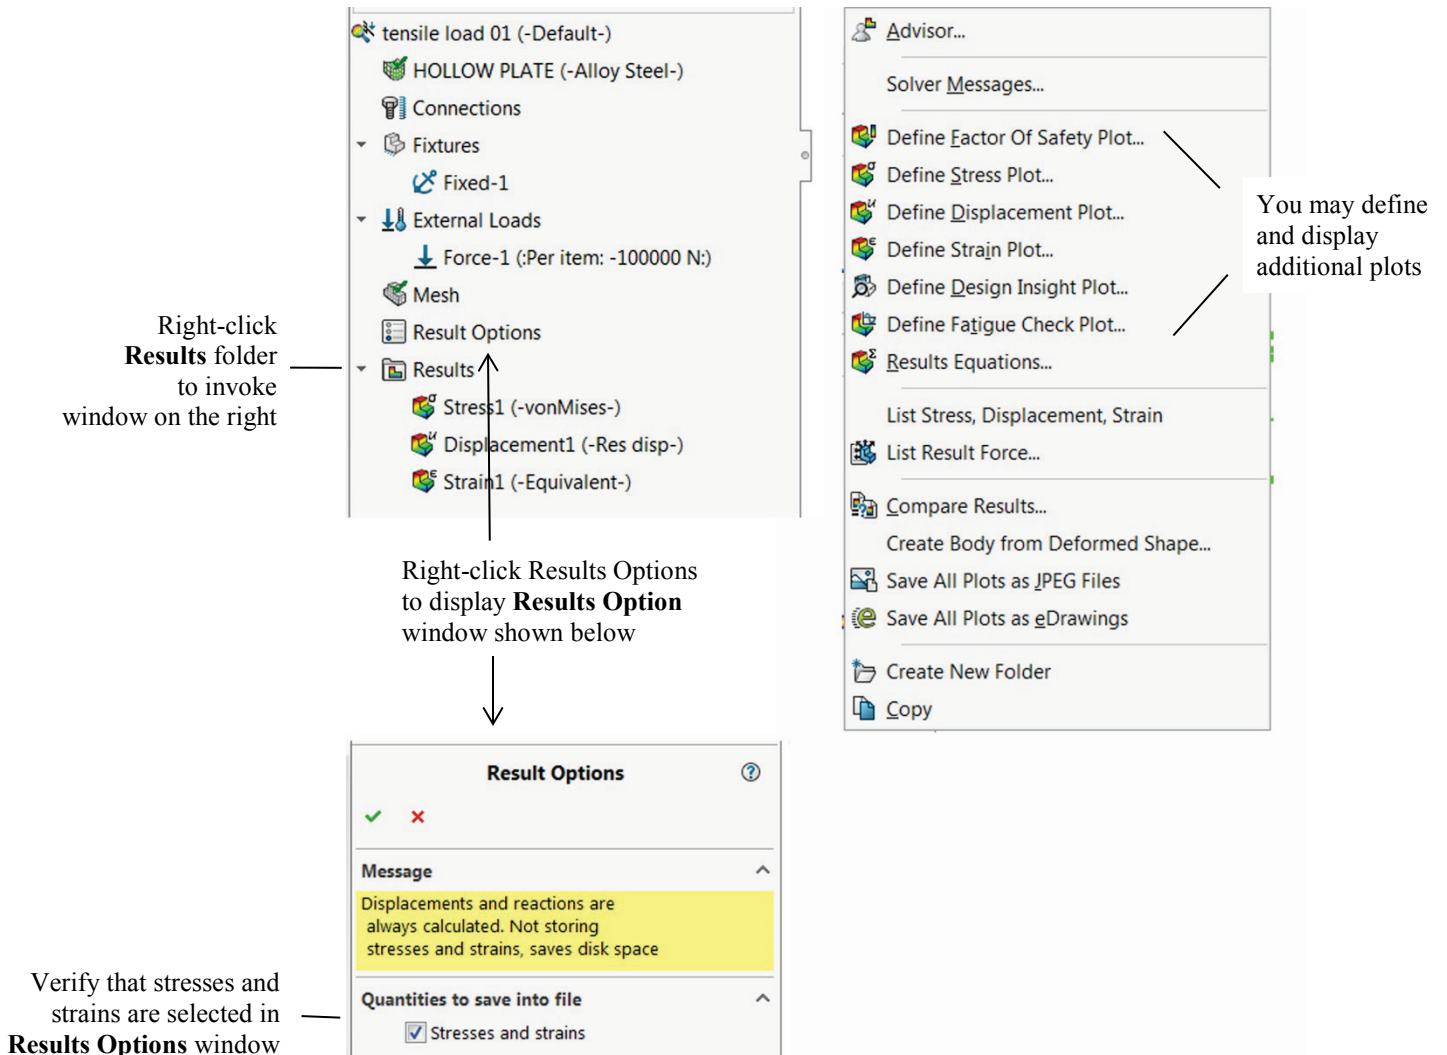 tensile load 01 (-Default-)
HOLLOW PLATE (-Alloy Steel-)
Connections
Fixtures
Fixed-1
External Loads
Force-1 (:Per item: -100000 N:)
Mesh
Result Options
Results
Stress1 (-vonMises-)
Displacement1 (-Res disp-)
Strain1 (-Equivalent-)
Right-click
Results folder
to invoke
window on the right
Advisor...
Solver Messages...
Define Factor Of Safety Plot...
Define Stress Plot...
Define Displacement Plot...
Define Strain Plot...
Define Design Insight Plot...
Define Fatigue Check Plot...
Results Equations...
List Stress, Displacement, Strain
List Result Force...
Compare Results...
Create Body from Deformed Shape...
Save All Plots as JPEG Files
Save All Plots as eDrawings
Create New Folder
Copy
You may define
and display
additional plots
Right-click Results Options
to display Results Option
window shown below
Result Options
Message
Displacements and reactions are
always calculated. Not storing
stresses and strains, saves disk space
Quantities to save into file
Stresses and strains
Verify that stresses and
strains are selected in
Results Options window